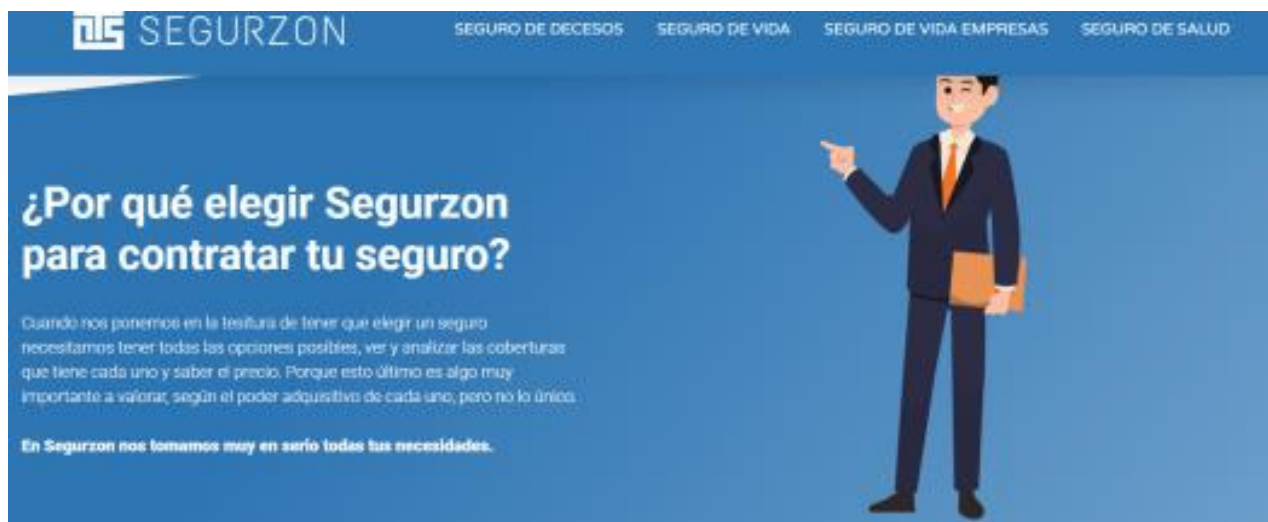 SEGURZON
SEGURO DE DECESOS SEGURO DE VIDA SEGURO DE VIDA EMPRESAS SEGURO DE SALUD
¿Por qué elegir Segurzon
para contratar tu seguro?
Cuando nos ponemos en la tesitura de tener que elegir un seguro
necesitamos tener todas las opciones posibles, ver y analizar las coberturas
que tiene cada uno y saber el precio. Porque esto último es algo muy
importante a valorar, según el poder adquisitivo de cada uno, pero no lo único.
En Segurzon nos tomamos muy en serio todas tus necesidades.